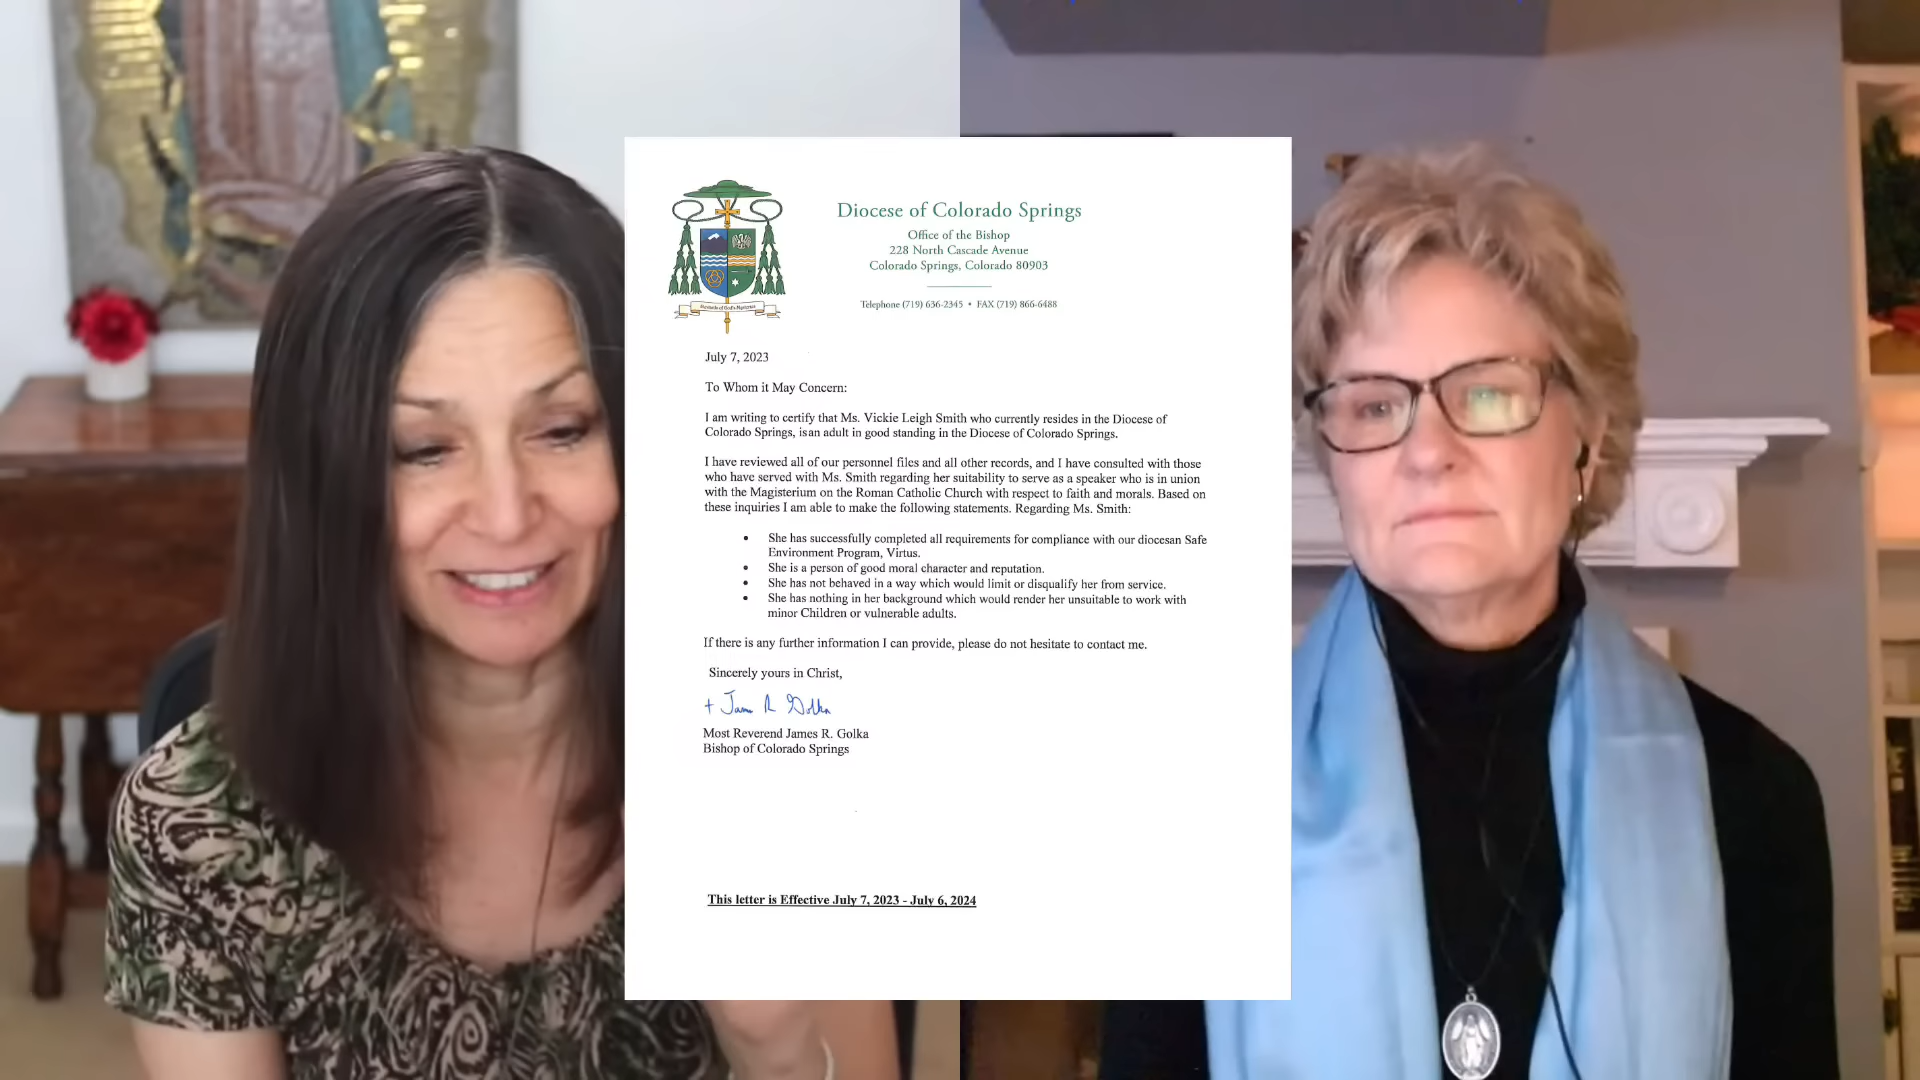 Diocese of Colorado Springs
Office of the Bishop
228 North Cascade Avenue
Colorado Springs, Colorado 80903
Telephone (719) 636-2345 • FAX (719) 866-6488
July 7, 2023
To Whom it May Concern:
I am writing to certify that Ms. Vickie Leigh Smith who currently resides in the Diocese of
Colorado Springs, is an adult in good standing in the Diocese of Colorado Springs.
I have reviewed all of our personnel files and all other records, and I have consulted with those
who have served with Ms. Smith regarding her suitability to serve as a speaker who is in union
with the Magisterium on the Roman Catholic Church with respect to faith and morals. Based on
these inquiries I am able to make the following statements. Regarding Ms. Smith:
• She has successfully completed all requirements for compliance with our diocesan Safe
Environment Program, Virtus.
• She is a person of good moral character and reputation.
• She has not behaved in a way which would limit or disqualify her from service.
• She has nothing in her background which would render her unsuitable to work with
minor Children or vulnerable adults.
If there is any further information I can provide, please do not hesitate to contact me.
Sincerely yours in Christ,
+ James R Golka
Most Reverend James R. Golka
Bishop of Colorado Springs
This letter is Effective July 7, 2023 - July 6, 2024